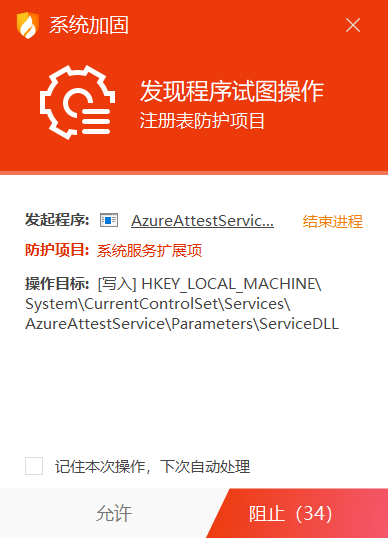 系统加固
发现程序试图操作
注册表防护项目
发起程序: AzureAttestServic... 结束进程
防护项目: 系统服务扩展项
操作目标: [写入] HKEY_LOCAL_MACHINE\
System\CurrentControlSet\Services\
AzureAttestService\Parameters\ServiceDLL
记住本次操作，下次自动处理
允许 阻止（34）